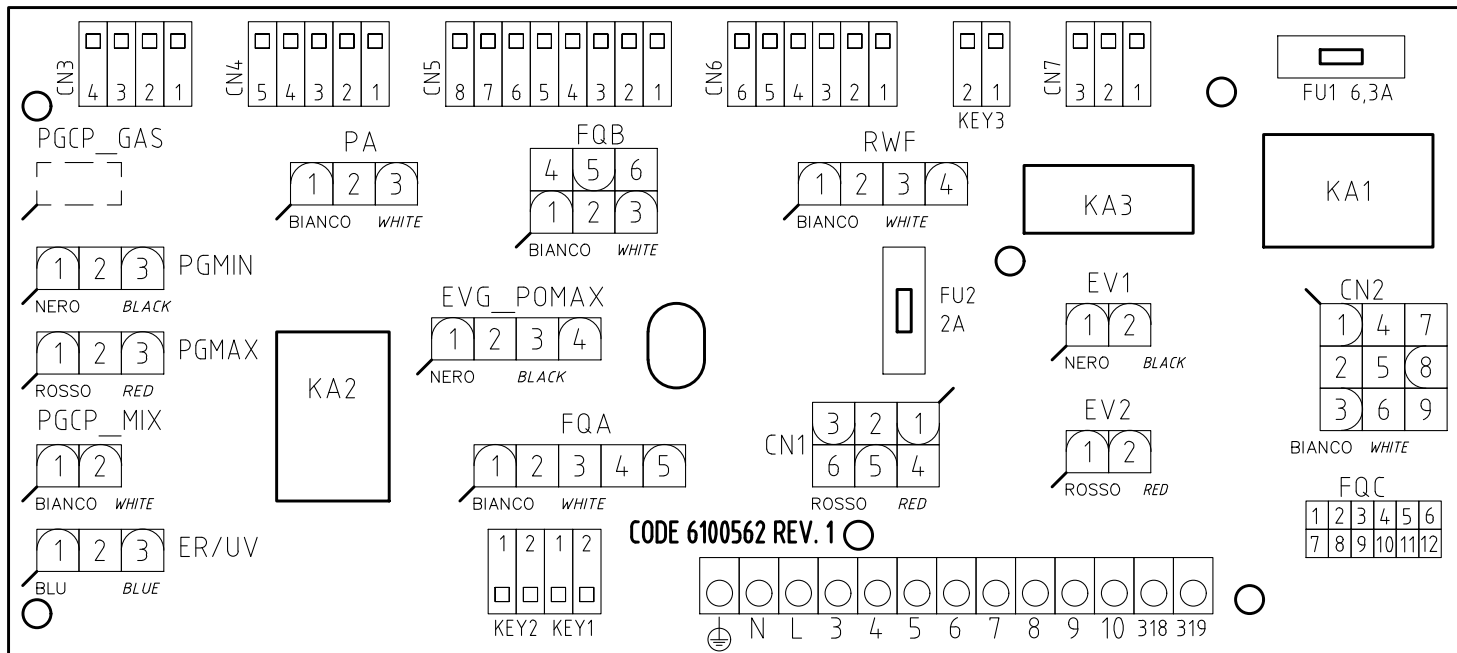 CN3 4 3 2 1
CN4 5 4 3 2 1
CN5 8 7 6 5 4 3 2 1
CN6 6 5 4 3 2 1
2 1
KEY3
CN7 3 2 1
FU1 6,3A
PGCP_GAS
PA
1 2 3
BIANCO WHITE
FQB
4 5 6
1 2 3
BIANCO WHITE
RWF
1 2 3 4
BIANCO WHITE
KA3
KA1
1 2 3 PGMIN
NERO BLACK
EVG_POMAX
1 2 3 4
NERO BLACK
FU2
2A
EV1
1 2
NERO BLACK
CN2
1 4 7
2 5 8
3 6 9
BIANCO WHITE
1 2 3 PGMAX
ROSSO RED
KA2
PGCP_MIX
1 2
BIANCO WHITE
FQA
1 2 3 4 5
BIANCO WHITE
CN1
3 2 1
6 5 4
ROSSO RED
EV2
1 2
ROSSO RED
FQC
1 2 3 4 5 6
7 8 9 10 11 12
1 2 3 ER/UV
BLU BLUE
1 2 1 2
KEY2 KEY1
CODE 6100562 REV. 1
N L 3 4 5 6 7 8 9 10 318 319